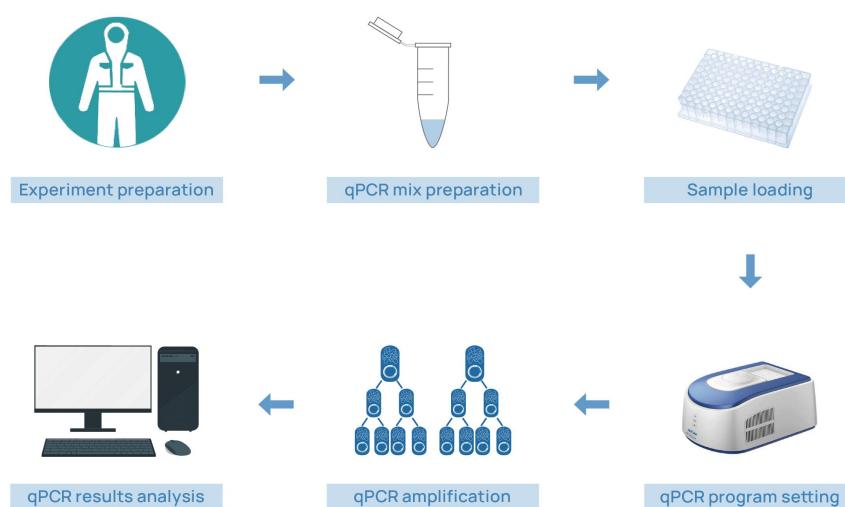 Experiment preparation
qPCR mix preparation
Sample loading
qPCR program setting
qPCR amplification
qPCR results analysis